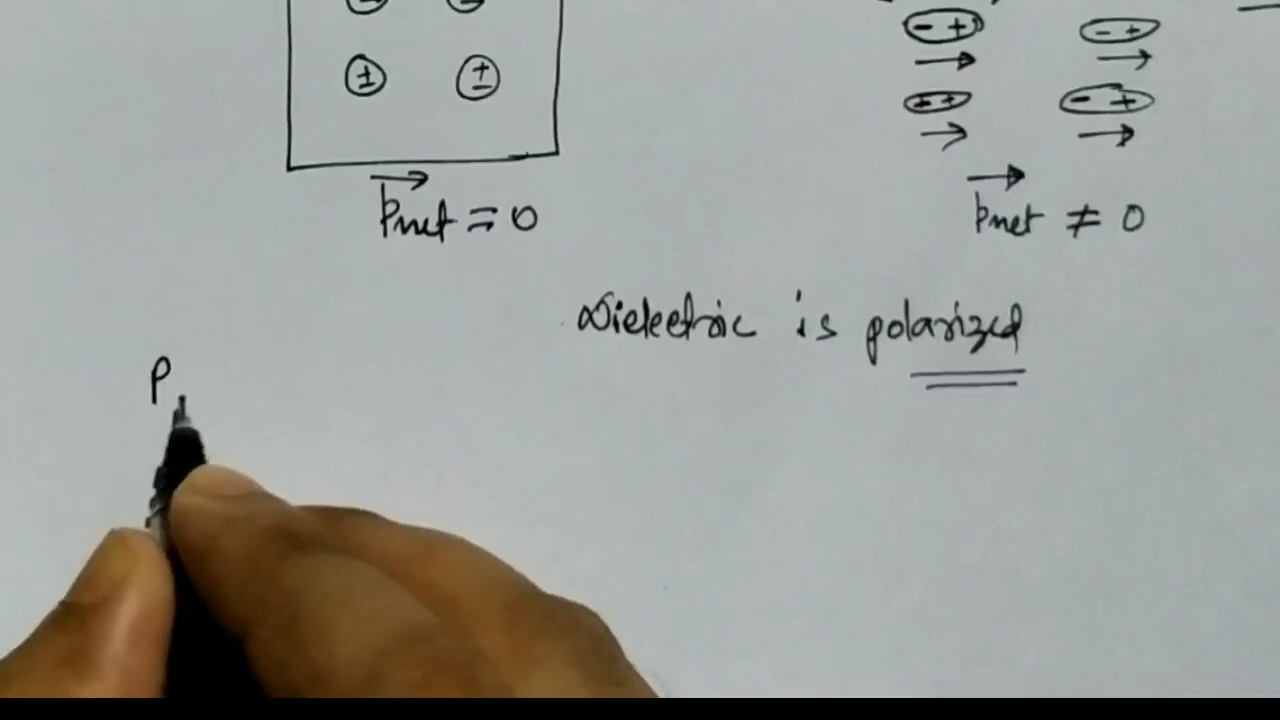 - + - +
± ± + + - +
Pnet = 0 Pnet ≠ 0
Dielectric is polarized
P